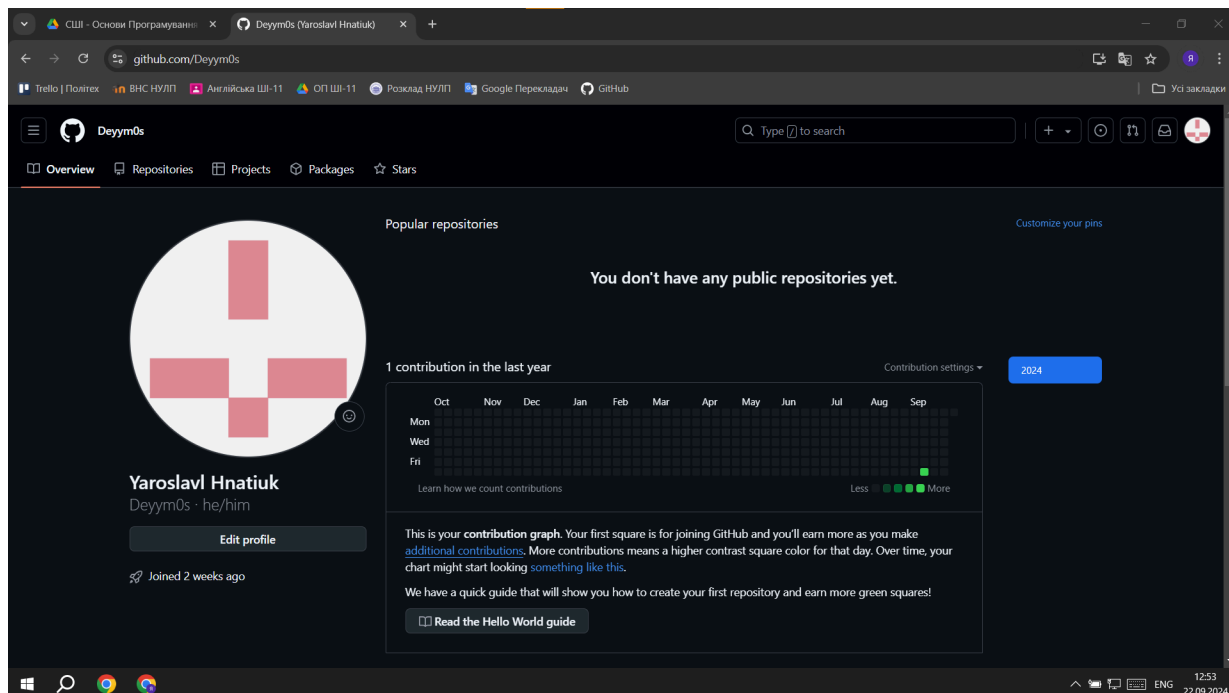 СШІ - Основи Програмування
Deyym0s (Yaroslavl Hnatiuk)
github.com/Deyym0s
Я
Trello | Політех
ВНС НУЛП
Англійська ШІ-11
ОП ШІ-11
Розклад НУЛП
Google Перекладач
GitHub
Усі закладки
Deyym0s
Type / to search
Overview
Repositories
Projects
Packages
Stars
Popular repositories
Customize your pins
You don't have any public repositories yet.
1 contribution in the last year
Contribution settings
2024
Oct Nov Dec Jan Feb Mar Apr May Jun Jul Aug Sep
Mon
Wed
Fri
Learn how we count contributions
Less More
Yaroslavl Hnatiuk
Deyym0s · he/him
Edit profile
Joined 2 weeks ago
This is your contribution graph. Your first square is for joining GitHub and you'll earn more as you make
additional contributions. More contributions means a higher contrast square color for that day. Over time, your
chart might start looking something like this.
We have a quick guide that will show you how to create your first repository and earn more green squares!
Read the Hello World guide
ENG
12:53
22.09.2024